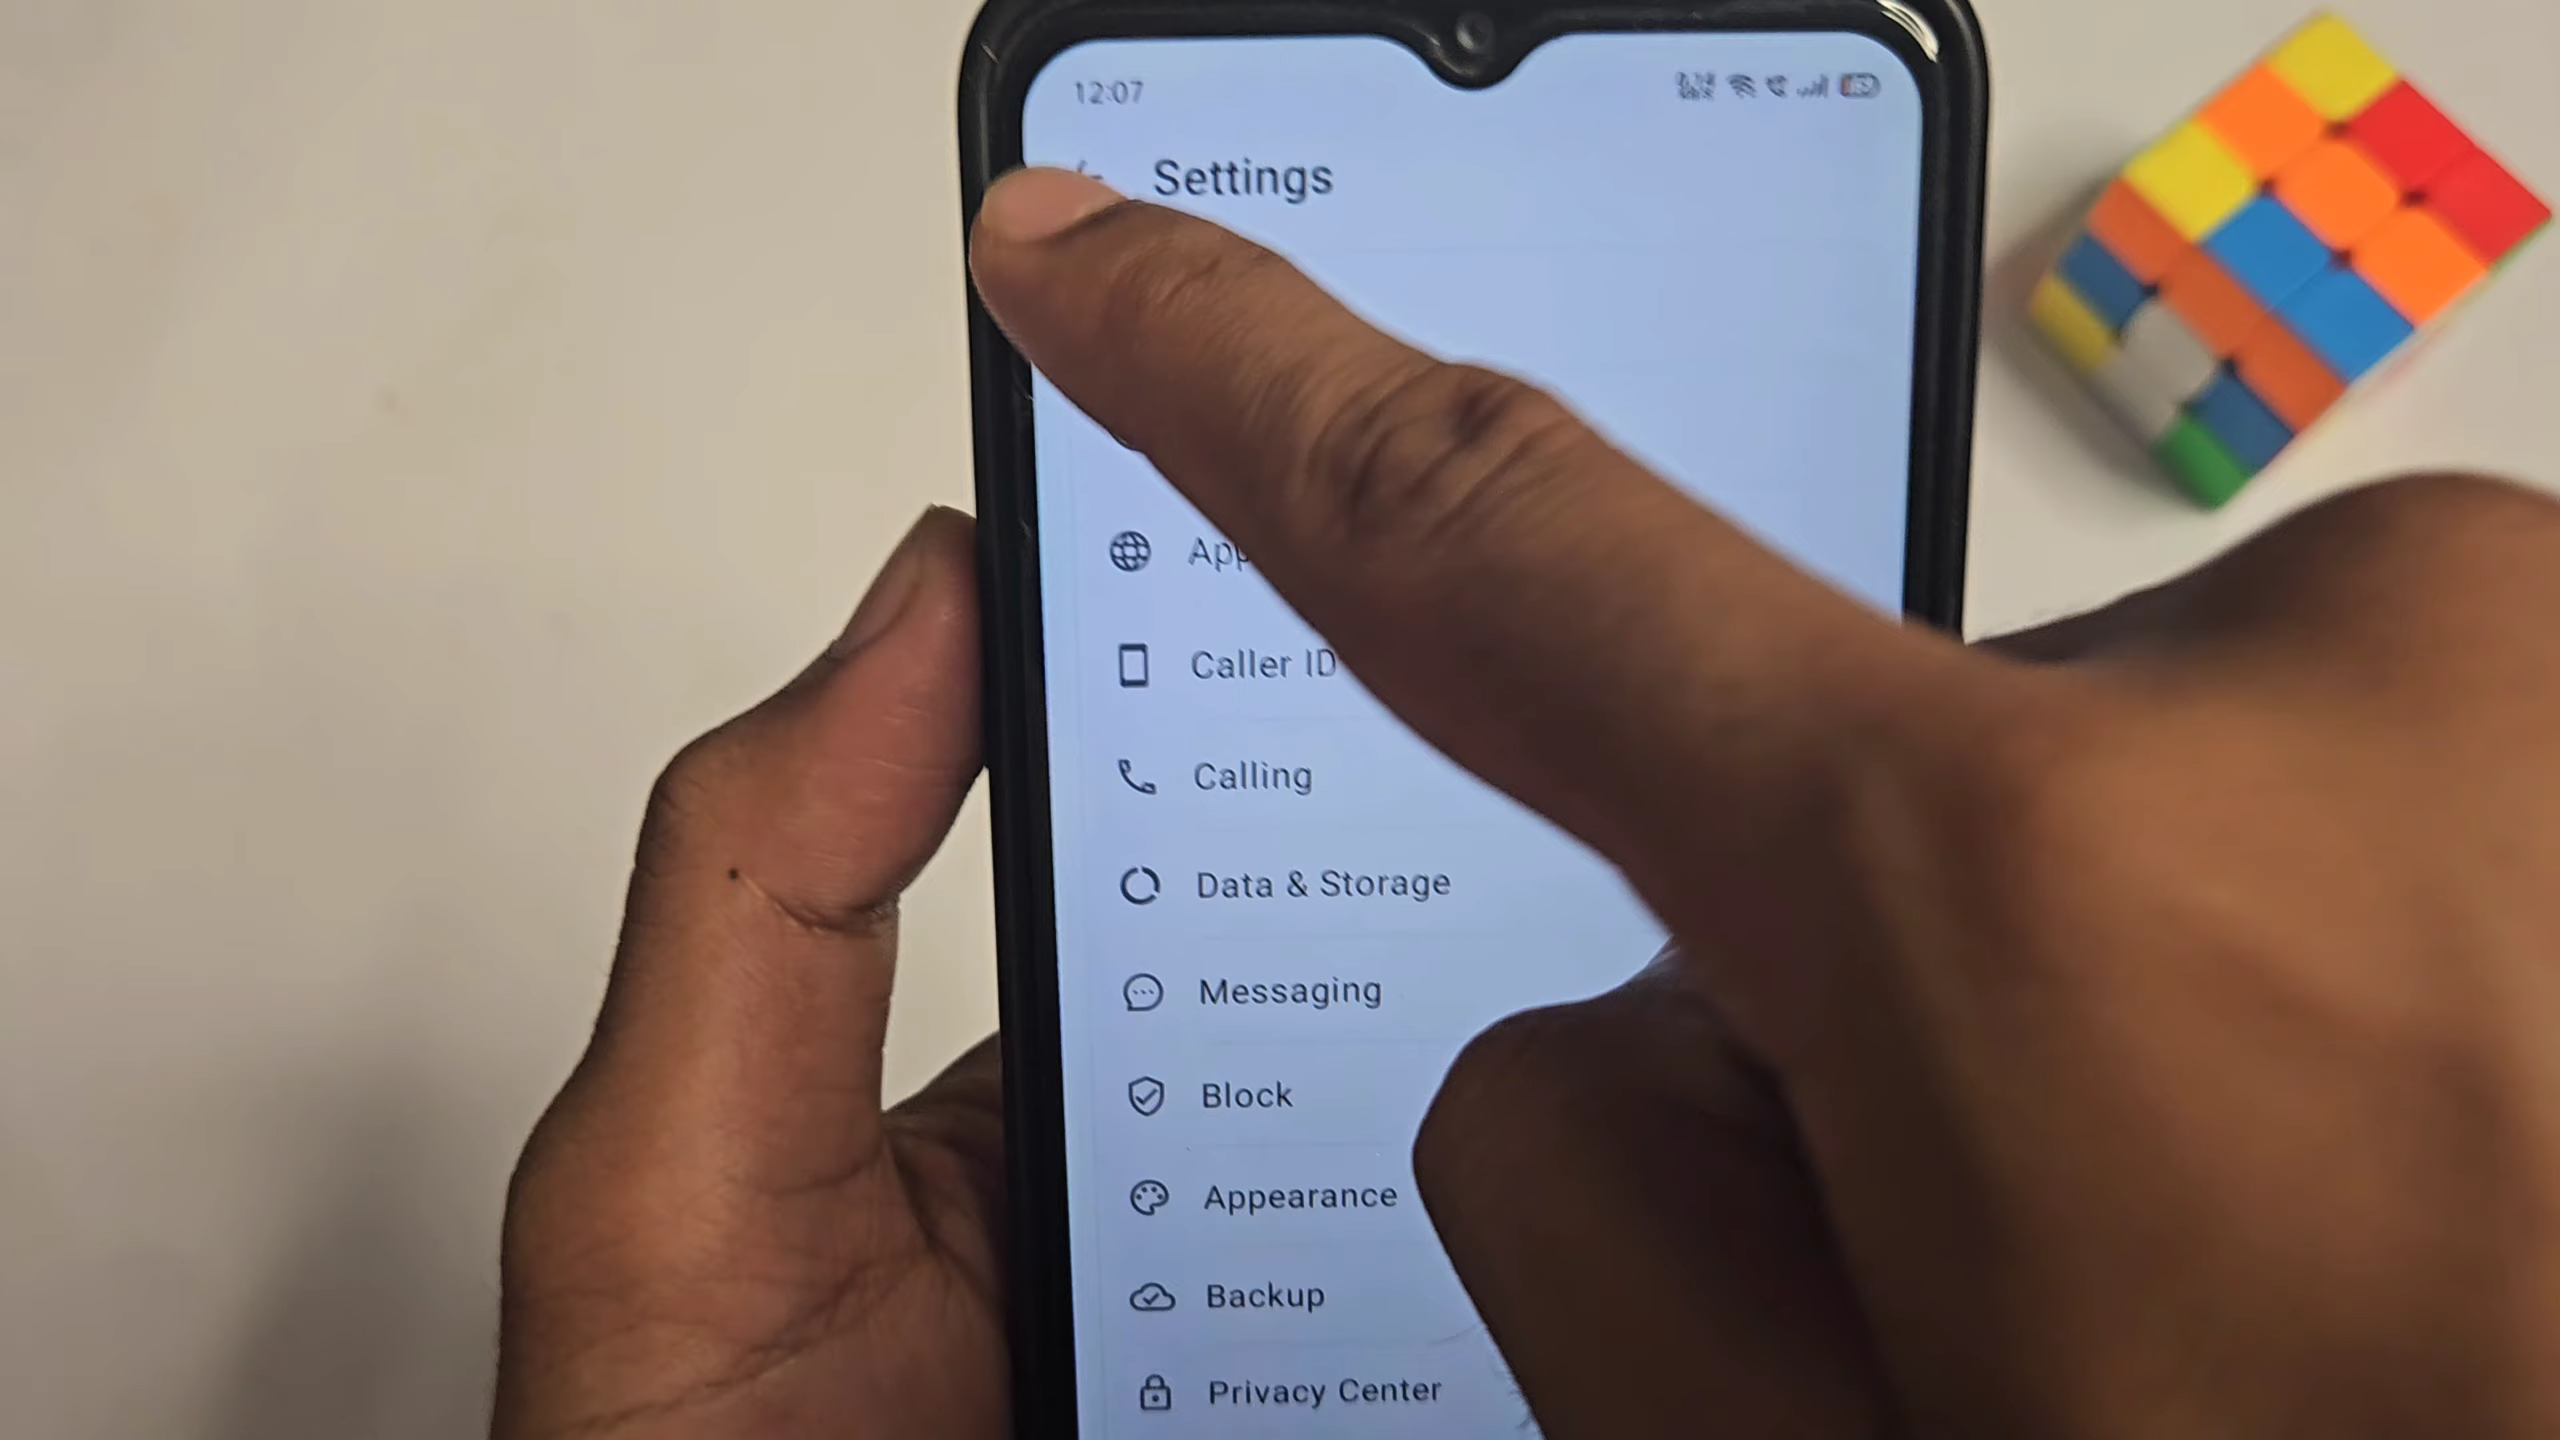 12:07
Settings
Caller ID
Calling
Data & Storage
Messaging
Block
Appearance
Backup
Privacy Center